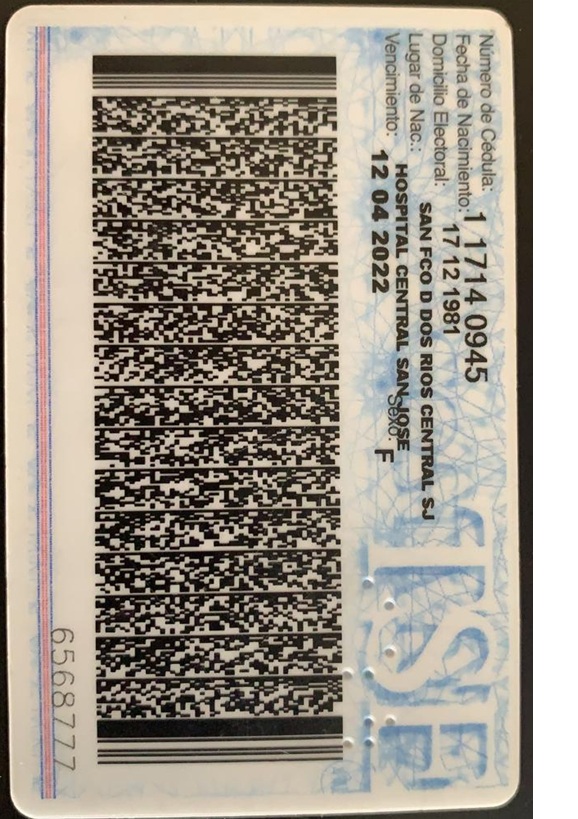 Número de Cédula: 1 1714 0945
Fecha de Nacimiento: 17 12 1981
Domicilio Electoral: SAN FCO D DOS RIOS CENTRAL SJ
Lugar de Nac.: HOSPITAL CENTRAL SAN JOSE
Vencimiento: 12 04 2022 Sexo: F
TSE
6568777